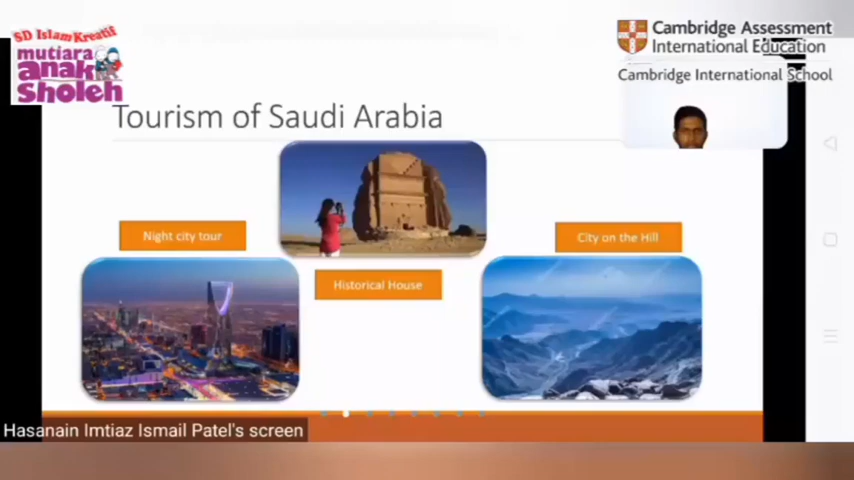 SD Islam Kreatif
mutiara
anak
Sholeh
Cambridge Assessment
International Education
Cambridge International School
Tourism of Saudi Arabia
Night city tour
City on the Hill
Historical House
Hasanain Imtiaz Ismail Patel's screen